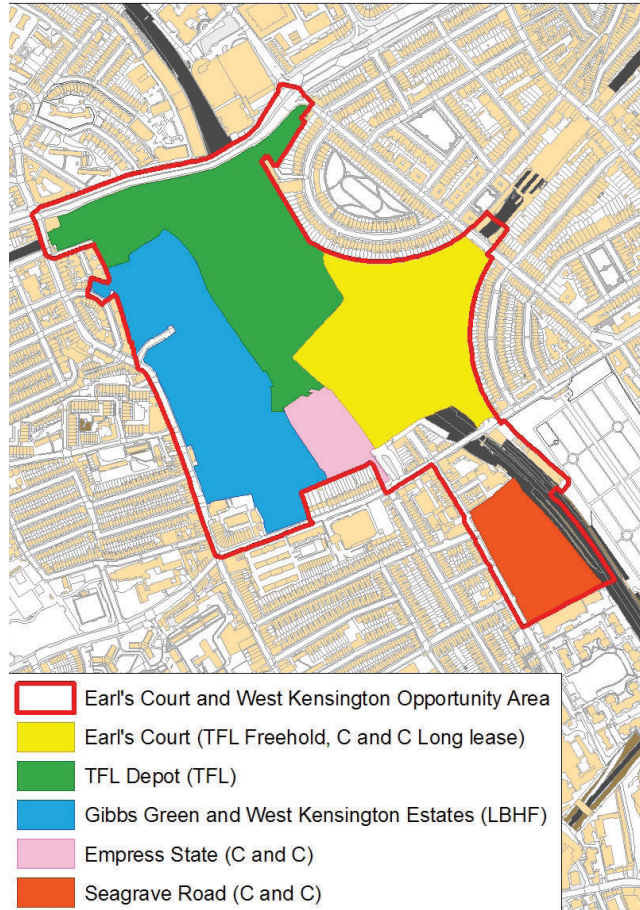 Earl's Court and West Kensington Opportunity Area
Earl's Court (TFL Freehold, C and C Long lease)
TFL Depot (TFL)
Gibbs Green and West Kensington Estates (LBHF)
Empress State (C and C)
Seagrave Road (C and C)